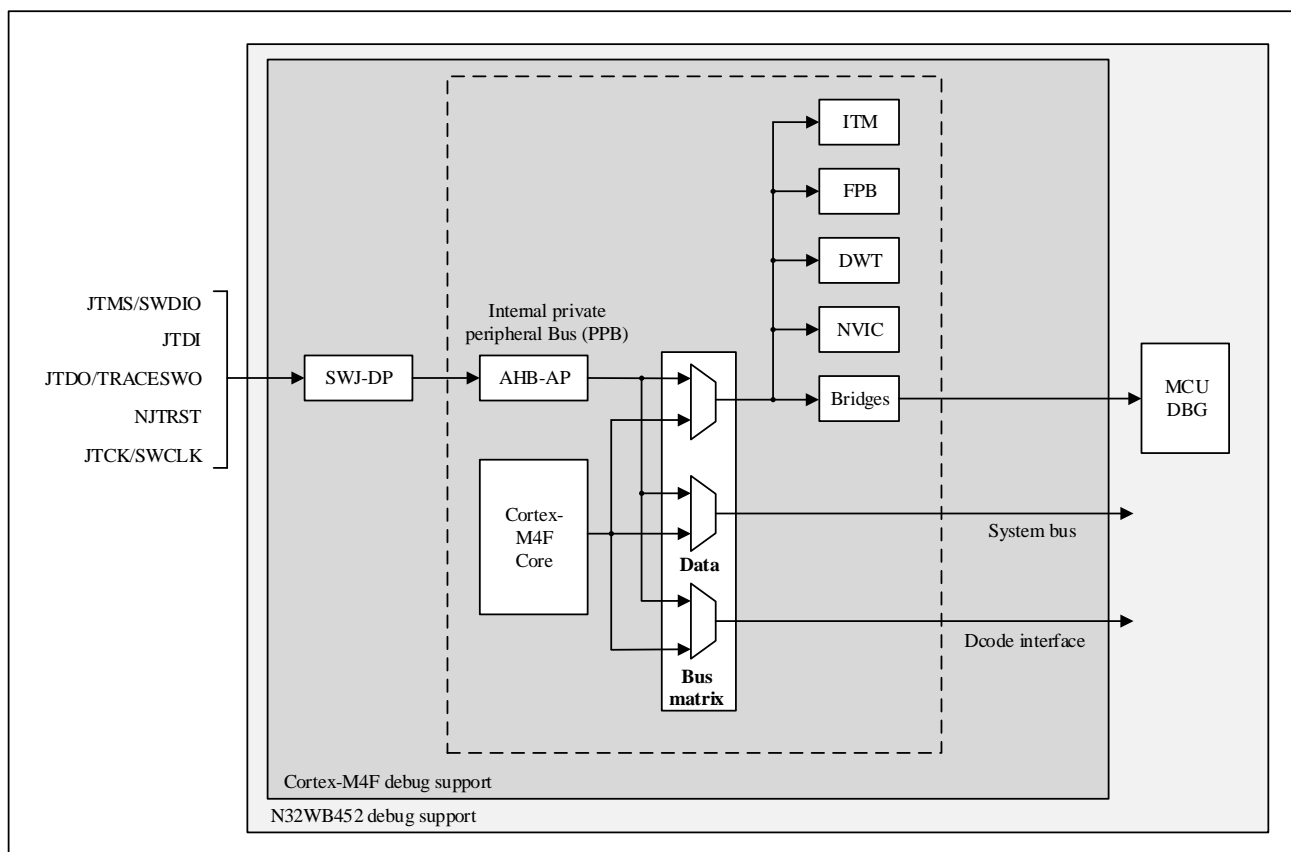 ITM
FPB
DWT
NVIC
Bridges
JTMS/SWDIO
JTDI
JTDO/TRACESWO
NJTRST
JTCK/SWCLK
SWJ-DP
Internal private
peripheral Bus (PPB)
AHB-AP
Cortex-
M4F
Core
Data
Bus
matrix
MCU
DBG
System bus
Dcode interface
Cortex-M4F debug support
N32WB452 debug support